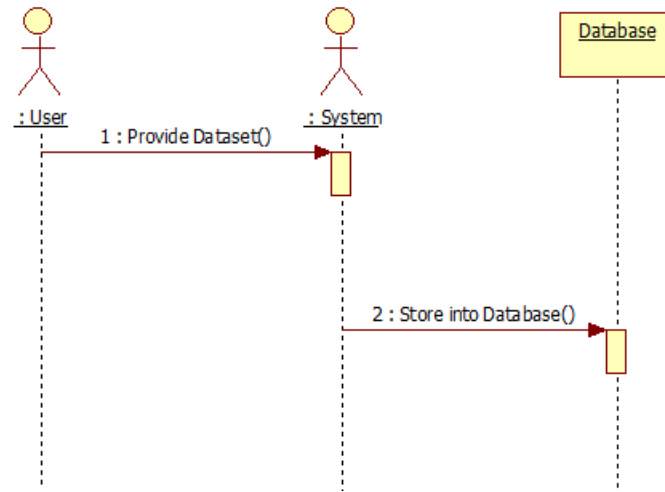 Database
: User
: System
1 : Provide Dataset()
2 : Store into Database()